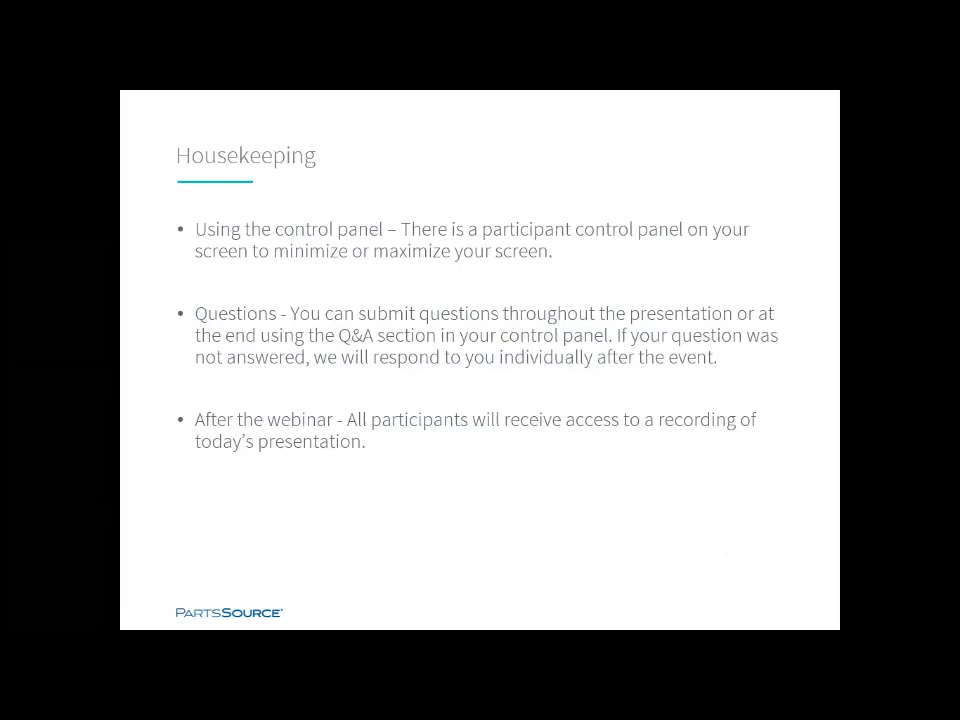 Housekeeping
• Using the control panel – There is a participant control panel on your
screen to minimize or maximize your screen.
• Questions - You can submit questions throughout the presentation or at
the end using the Q&A section in your control panel. If your question was
not answered, we will respond to you individually after the event.
• After the webinar - All participants will receive access to a recording of
today’s presentation.
PARTSSOURCE